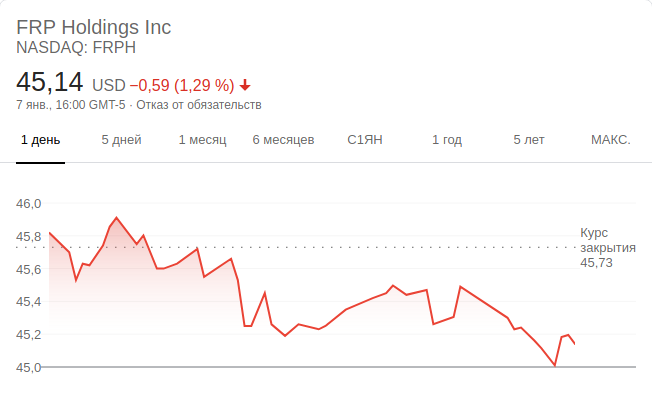 FRP Holdings Inc
NASDAQ: FRPH
45,14 USD −0,59 (1,29 %)
7 янв., 16:00 GMT-5 · Отказ от обязательств
1 день 5 дней 1 месяц 6 месяцев С1ЯН 1 год 5 лет МАКС.
46,0
45,8
45,6
45,4
45,2
45,0
Курс
закрытия
45,73